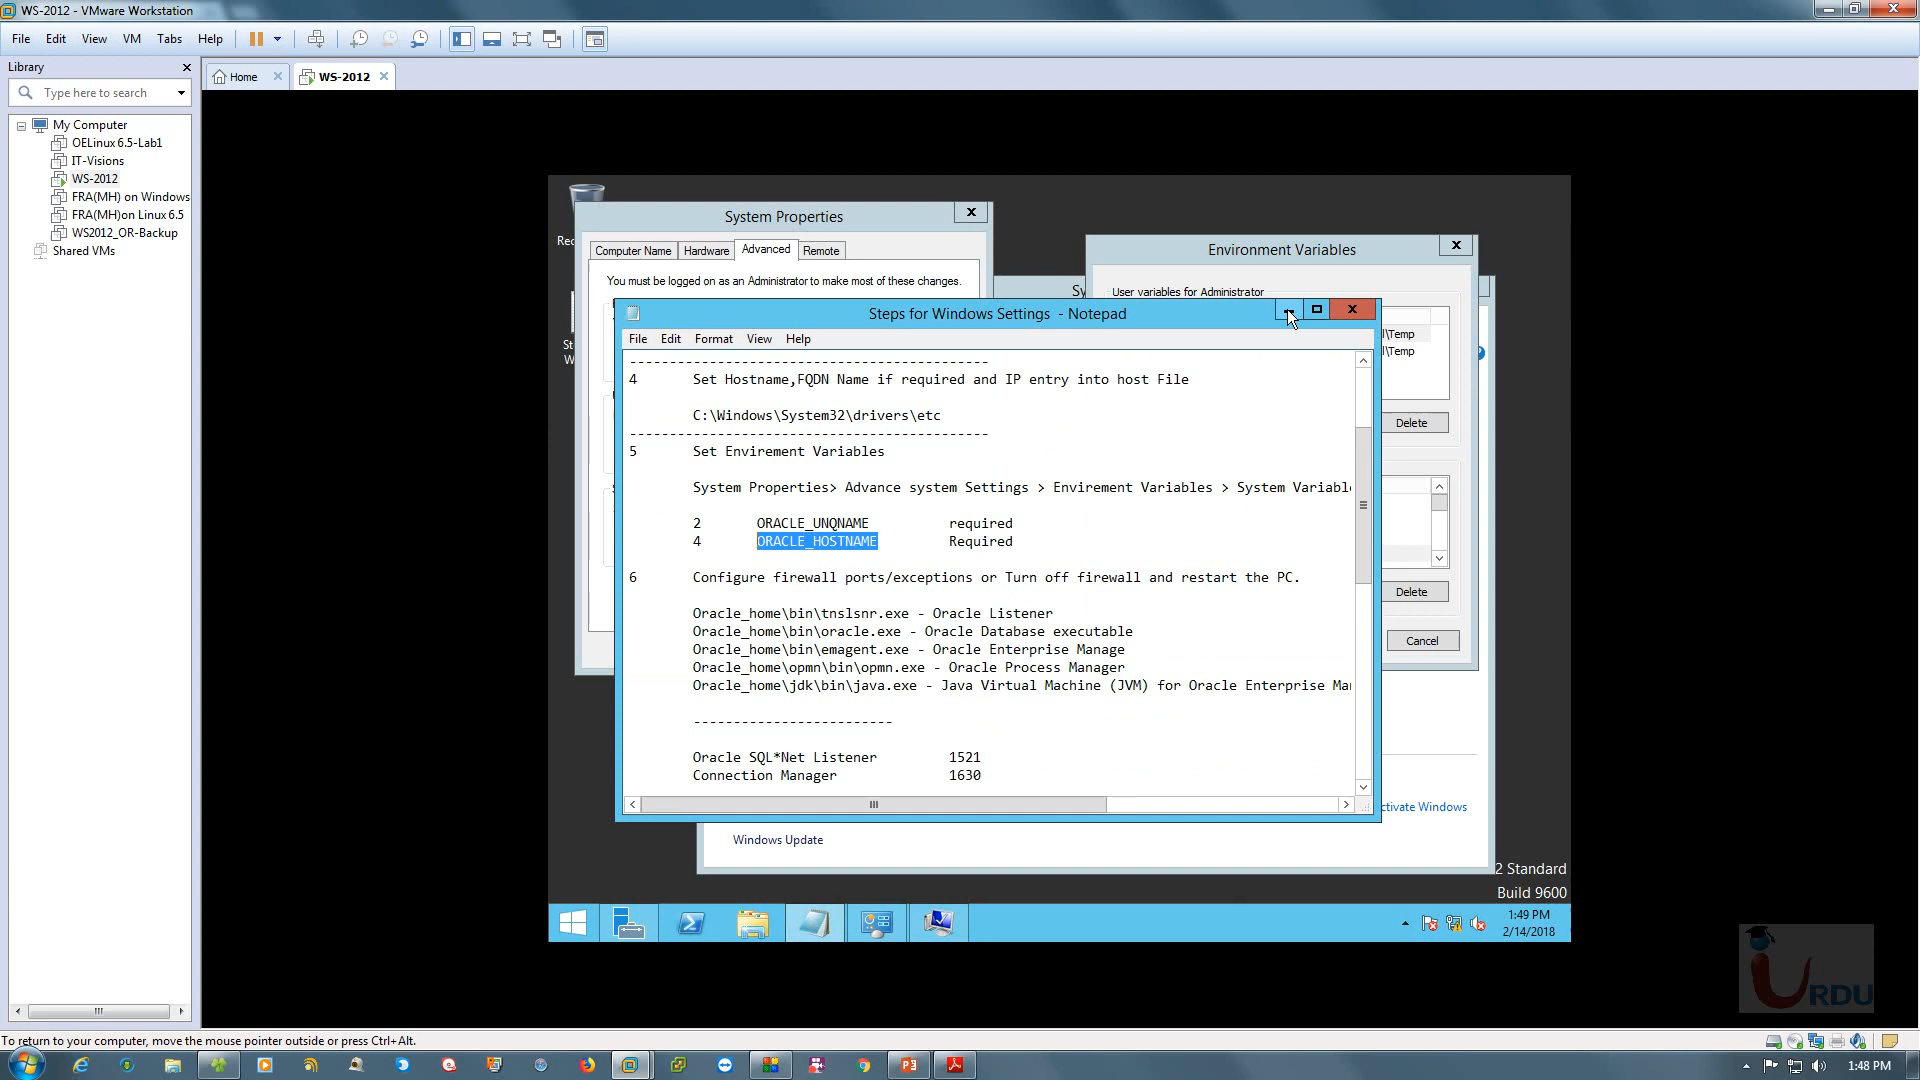 WS-2012 - VMware Workstation
File Edit View VM Tabs Help
Library
Type here to search
Home
WS-2012
My Computer
OELinux 6.5-Lab1
IT-Visions
WS-2012
FRA(MH) on Windows
FRA(MH)on Linux 6.5
WS2012_OR-Backup
Shared VMs
System Properties
Computer Name Hardware Advanced Remote
You must be logged on as an Administrator to make most of these changes.
Environment Variables
User variables for Administrator
l\Temp
l\Temp
Delete
Delete
Cancel
Steps for Windows Settings - Notepad
File Edit Format View Help
-----------------------------------------
4 Set Hostname,FQDN Name if required and IP entry into host File
C:\Windows\System32\drivers\etc
---------------------------------------------
5 Set Envirement Variables
System Properties> Advance system Settings > Envirement Variables > System Variabl
2 ORACLE_UNQNAME required
4 ORACLE_HOSTNAME Required
6 Configure firewall ports/exceptions or Turn off firewall and restart the PC.
Oracle_home\bin\tnslsnr.exe - Oracle Listener
Oracle_home\bin\oracle.exe - Oracle Database executable
Oracle_home\bin\emagent.exe - Oracle Enterprise Manage
Oracle_home\opmn\bin\opmn.exe - Oracle Process Manager
Oracle_home\jdk\bin\java.exe - Java Virtual Machine (JVM) for Oracle Enterprise Ma
-------------------------
Oracle SQL*Net Listener 1521
Connection Manager 1630
ctivate Windows
Windows Update
2 Standard
Build 9600
1:49 PM
2/14/2018
URDU
To return to your computer, move the mouse pointer outside or press Ctrl+Alt.
1:48 PM